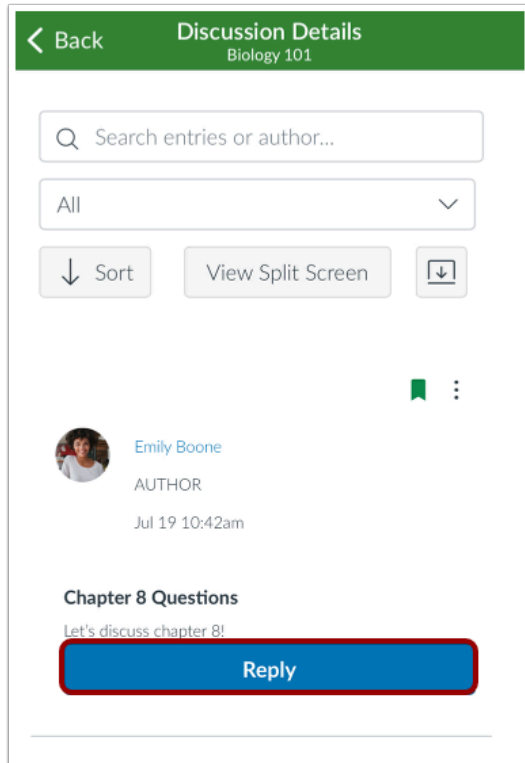 Back
Discussion Details
Biology 101
Search entries or author...
All
Sort
View Split Screen
Emily Boone
AUTHOR
Jul 19 10:42am
Chapter 8 Questions
Let's discuss chapter 8!
Reply